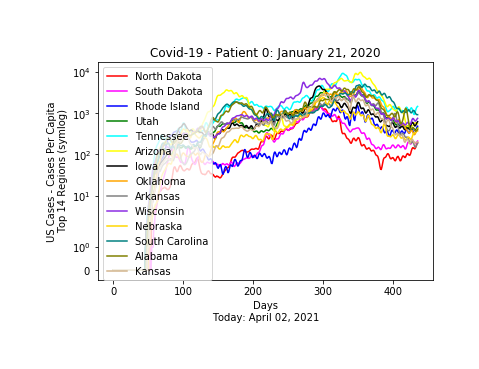 Covid-19 - Patient 0: January 21, 2020
US Cases - Cases Per Capita
Top 14 Regions (symlog)
10⁴
10³
10²
10¹
10⁰
0
North Dakota
South Dakota
Rhode Island
Utah
Tennessee
Arizona
Iowa
Oklahoma
Arkansas
Wisconsin
Nebraska
South Carolina
Alabama
Kansas
0 100 200 300 400
Days
Today: April 02, 2021